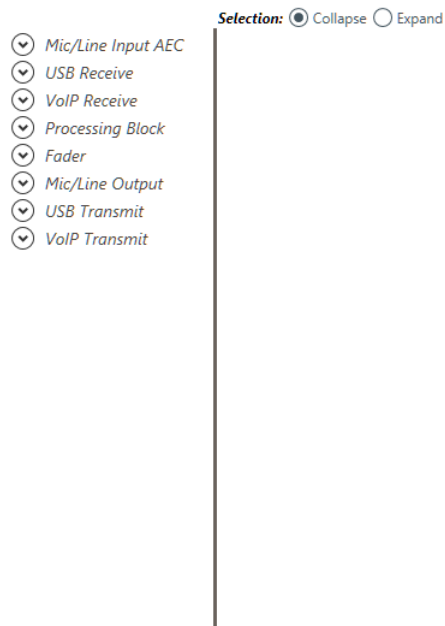 Selection: Collapse Expand
Mic/Line Input AEC
USB Receive
VoIP Receive
Processing Block
Fader
Mic/Line Output
USB Transmit
VoIP Transmit